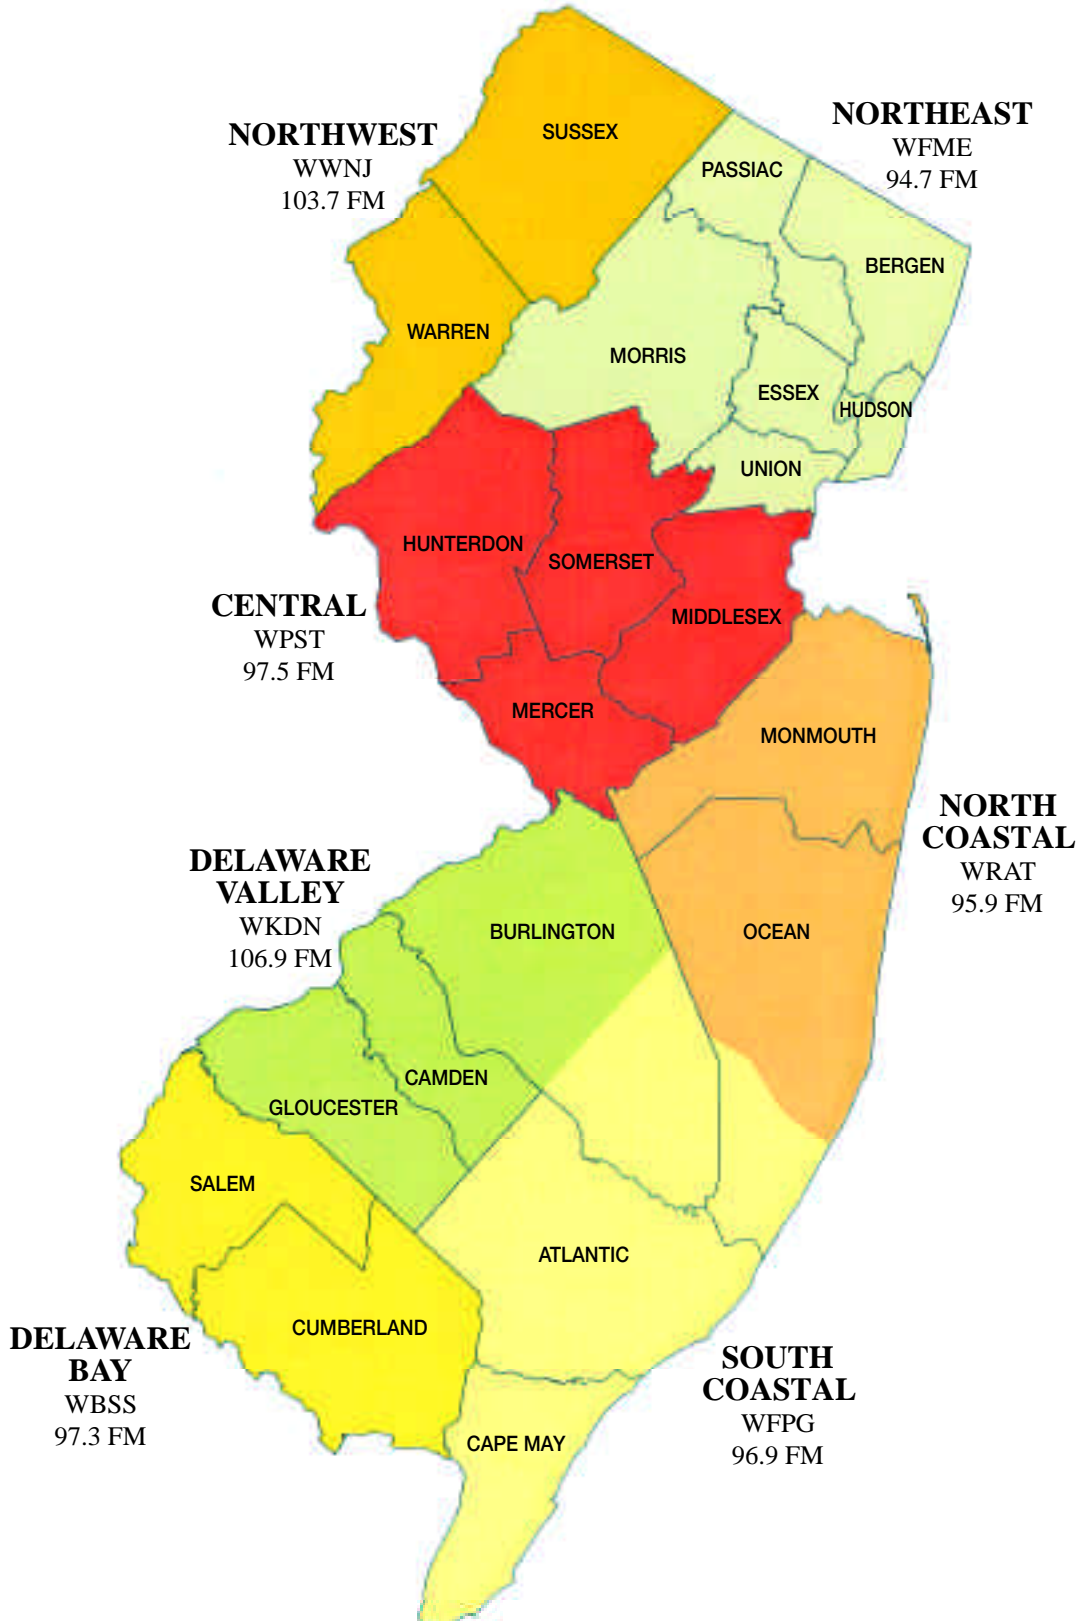 SUSSEX
NORTHWEST
WWNJ
103.7 FM
NORTHEAST
WFME
94.7 FM
PASSIAC
BERGEN
WARREN
MORRIS
ESSEX
HUDSON
UNION
HUNTERDON
SOMERSET
MIDDLESEX
CENTRAL
WPST
97.5 FM
MERCER
MONMOUTH
NORTH
COASTAL
WRAT
95.9 FM
DELAWARE
VALLEY
WKDN
106.9 FM
BURLINGTON
OCEAN
CAMDEN
GLOUCESTER
SALEM
ATLANTIC
CUMBERLAND
DELAWARE
BAY
WBSS
97.3 FM
SOUTH
COASTAL
WFPG
96.9 FM
CAPE MAY